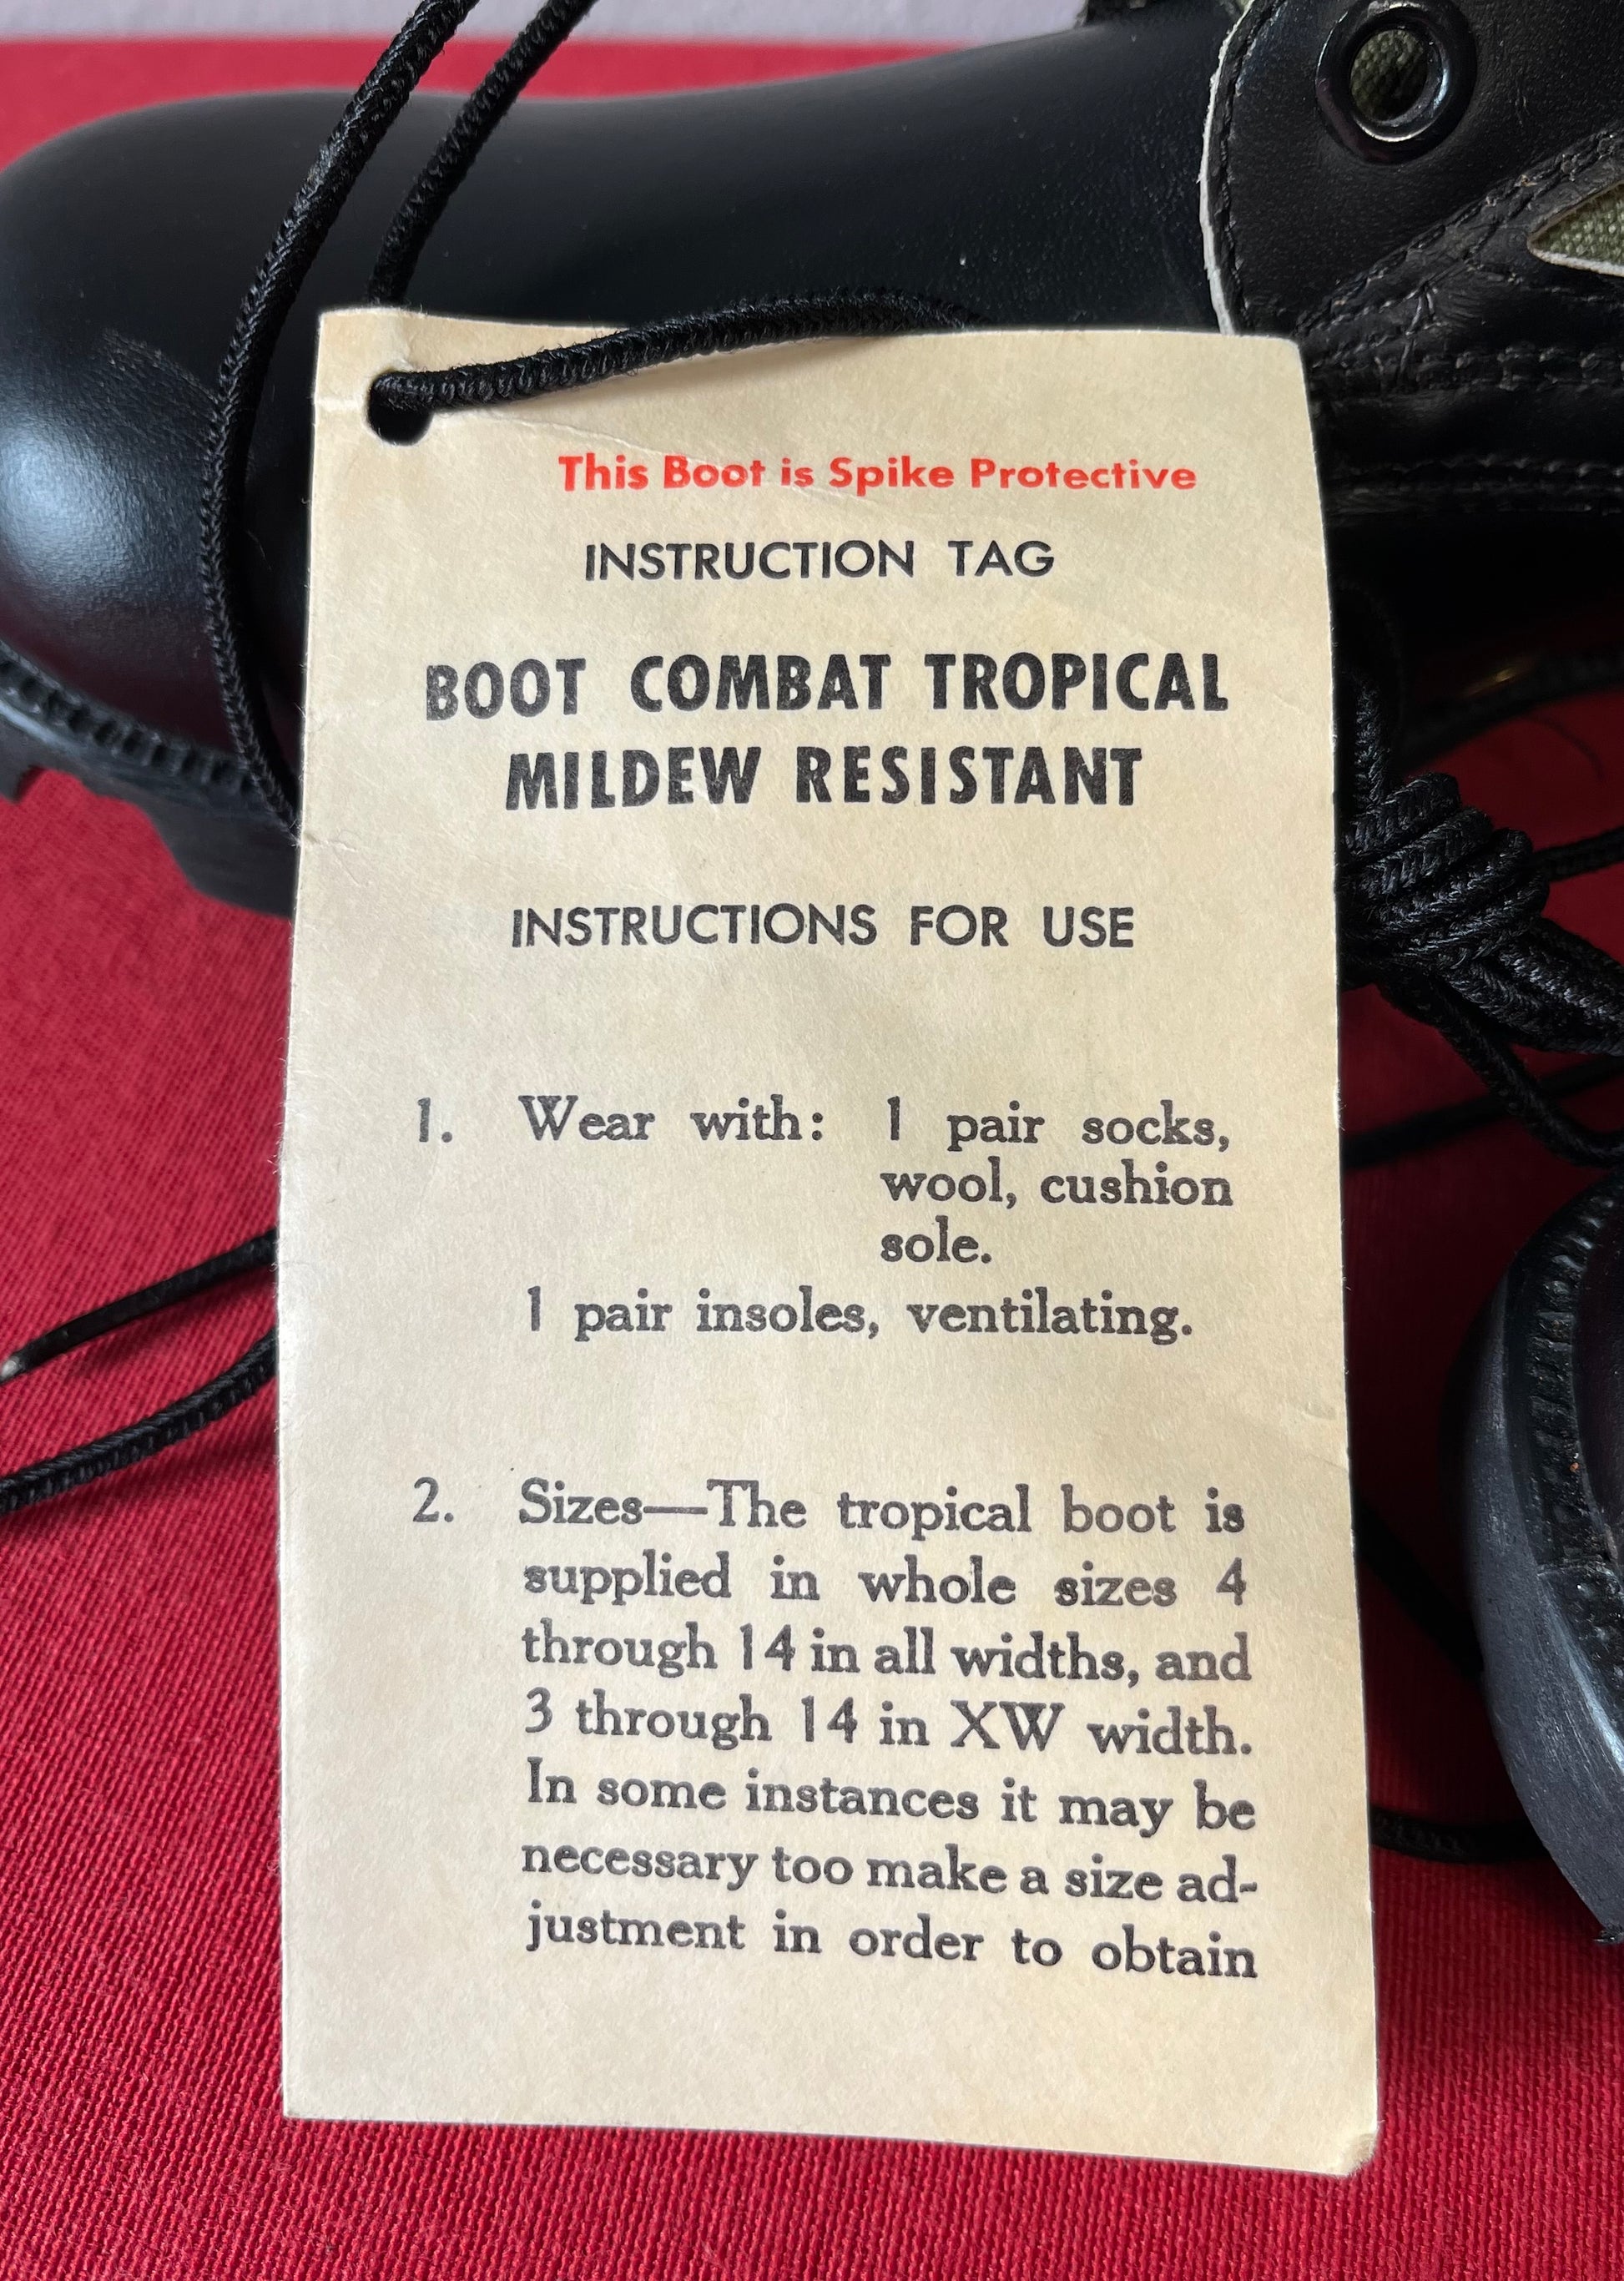 This Boot is Spike Protective
INSTRUCTION TAG
BOOT COMBAT TROPICAL
MILDEW RESISTANT
INSTRUCTIONS FOR USE
1. Wear with: 1 pair socks,
wool, cushion
sole.
1 pair insoles, ventilating.
2. Sizes—The tropical boot is
supplied in whole sizes 4
through 14 in all widths, and
3 through 14 in XW width.
In some instances it may be
necessary too make a size ad-
justment in order to obtain